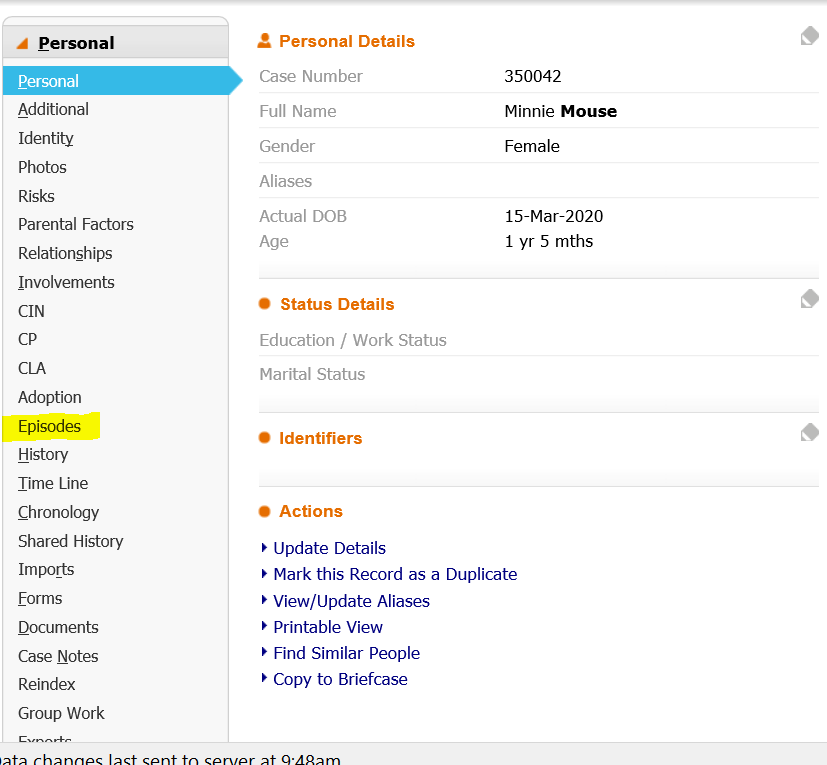 Personal
Personal
Additional
Identity
Photos
Risks
Parental Factors
Relationships
Involvements
CIN
CP
CLA
Adoption
Episodes
History
Time Line
Chronology
Shared History
Imports
Forms
Documents
Case Notes
Reindex
Group Work
Exports
Personal Details
Case Number 350042
Full Name Minnie Mouse
Gender Female
Aliases
Actual DOB 15-Mar-2020
Age 1 yr 5 mths
Status Details
Education / Work Status
Marital Status
Identifiers
Actions
Update Details
Mark this Record as a Duplicate
View/Update Aliases
Printable View
Find Similar People
Copy to Briefcase
Data changes last sent to server at 9:48am